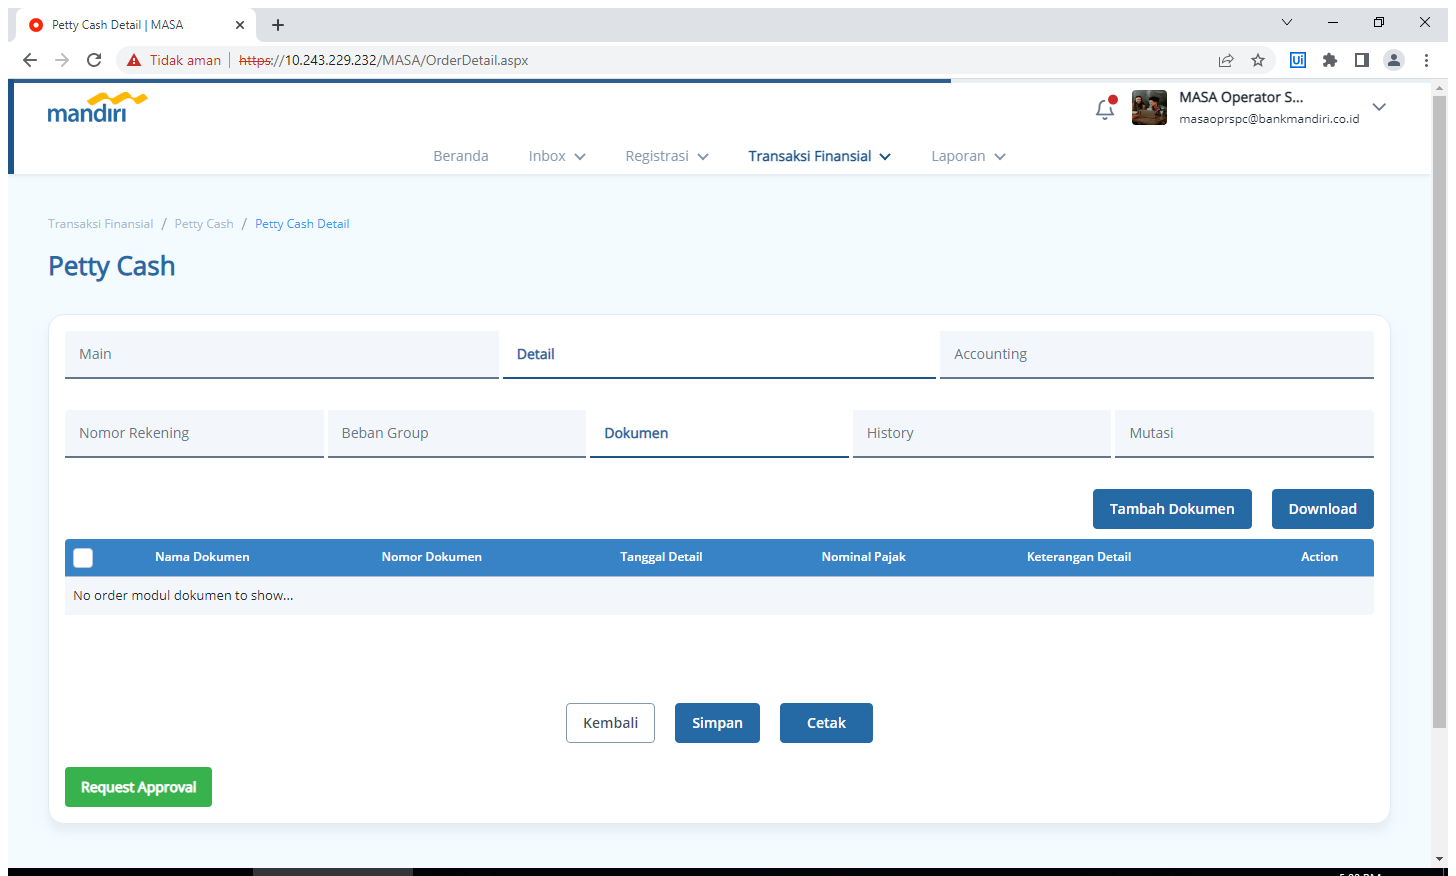 Petty Cash Detail | MASA
Tidak aman https://10.243.229.232/MASA/OrderDetail.aspx
Ui
mandiri
MASA Operator S...
masaoprspc@bankmandiri.co.id
Beranda Inbox Registrasi Transaksi Finansial Laporan
Transaksi Finansial / Petty Cash / Petty Cash Detail
Petty Cash
Main Detail Accounting
Nomor Rekening Beban Group Dokumen History Mutasi
Tambah Dokumen Download
Nama Dokumen Nomor Dokumen Tanggal Detail Nominal Pajak Keterangan Detail Action
No order modul dokumen to show...
Kembali Simpan Cetak
Request Approval